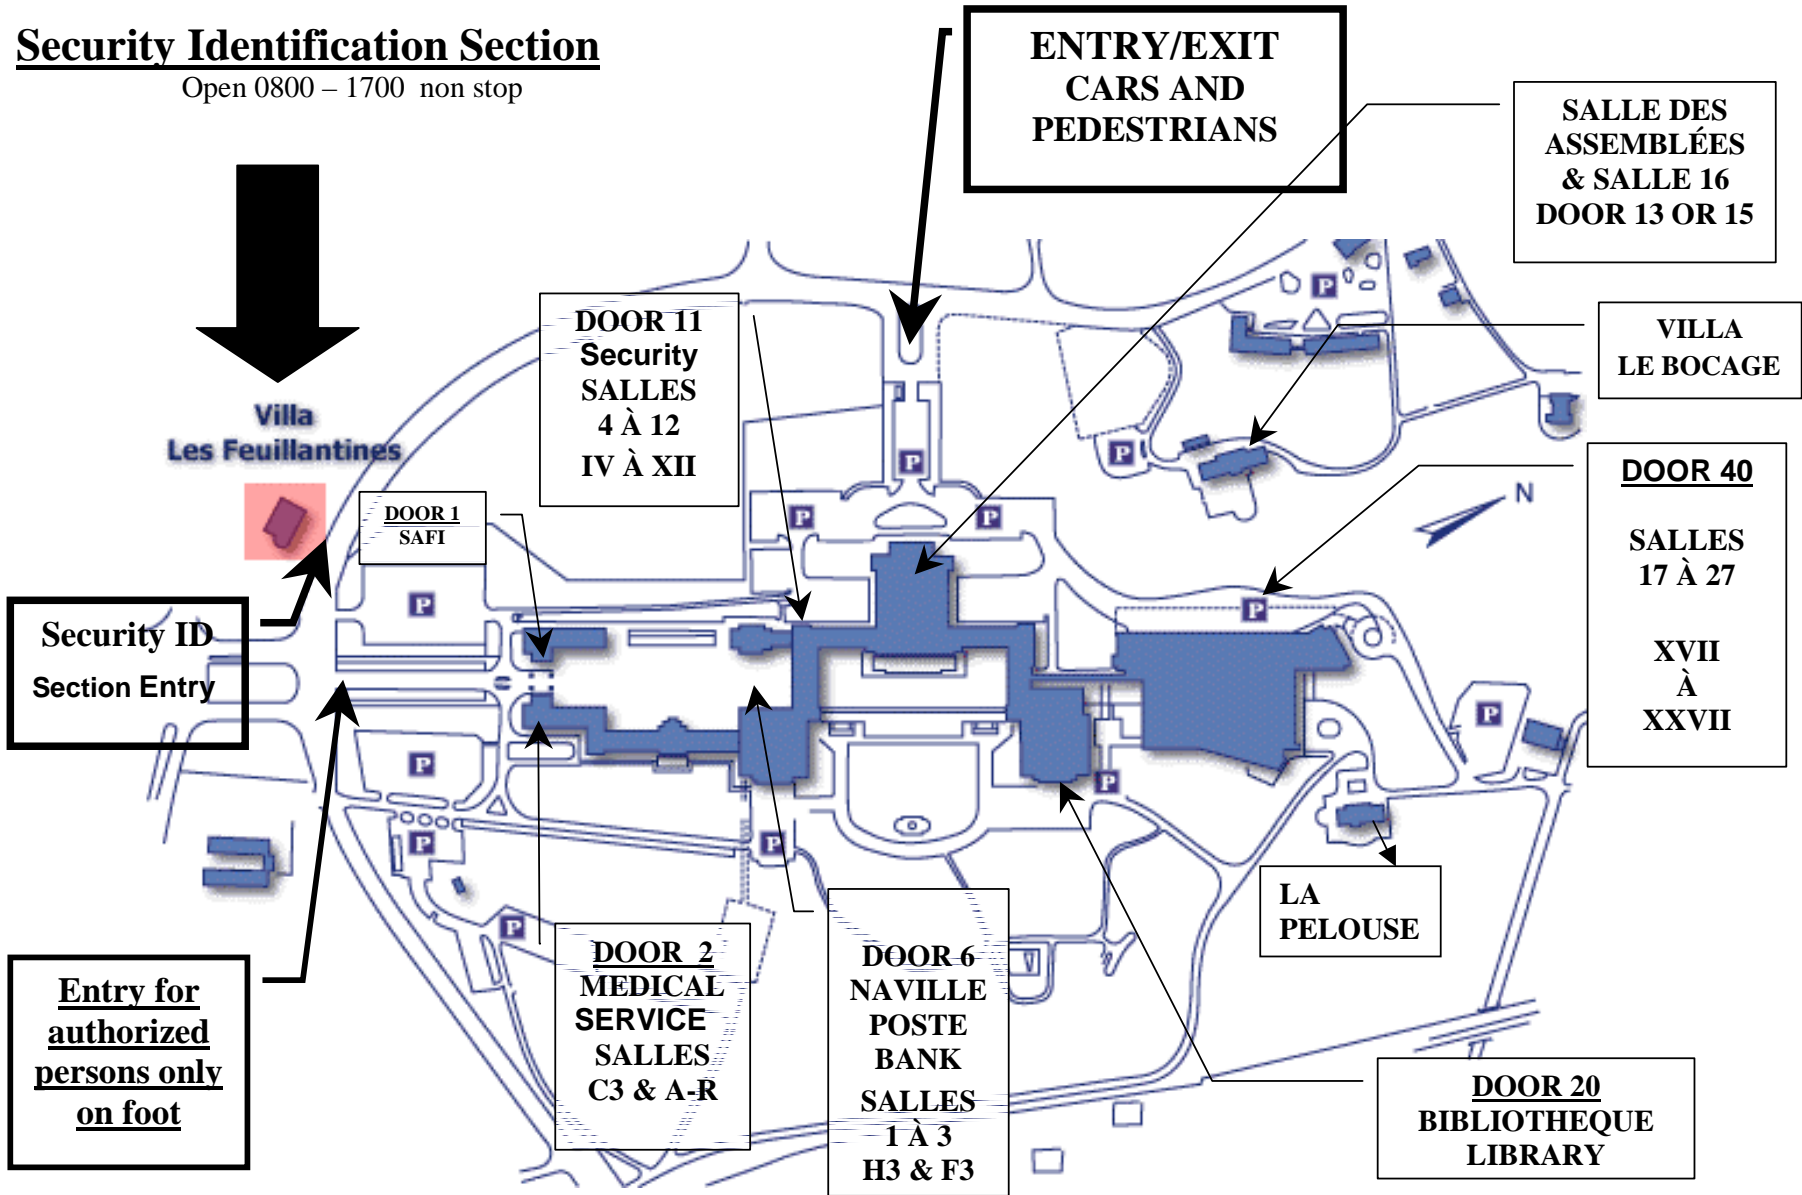 Security Identification Section
Open 0800 – 1700 non stop
ENTRY/EXIT
CARS AND
PEDESTRIANS
SALLE DES
ASSEMBLÉES
& SALLE 16
DOOR 13 OR 15
VILLA
LE BOCAGE
DOOR 11
Security
SALLES
4 À 12
IV À XII
Villa
Les Feuillantines
DOOR 1
SAFI
P
P
P
P
P
N
DOOR 40
SALLES
17 À 27
XVII
À
XXVII
P
P
Security ID
Section Entry
P
P
P
P
P
P
LA
PELOUSE
Entry for
authorized
persons only
on foot
DOOR 2
MEDICAL
SERVICE
SALLES
C3 & A-R
DOOR 6
NAVILLE
POSTE
BANK
SALLES
1 À 3
H3 & F3
DOOR 20
BIBLIOTHEQUE
LIBRARY